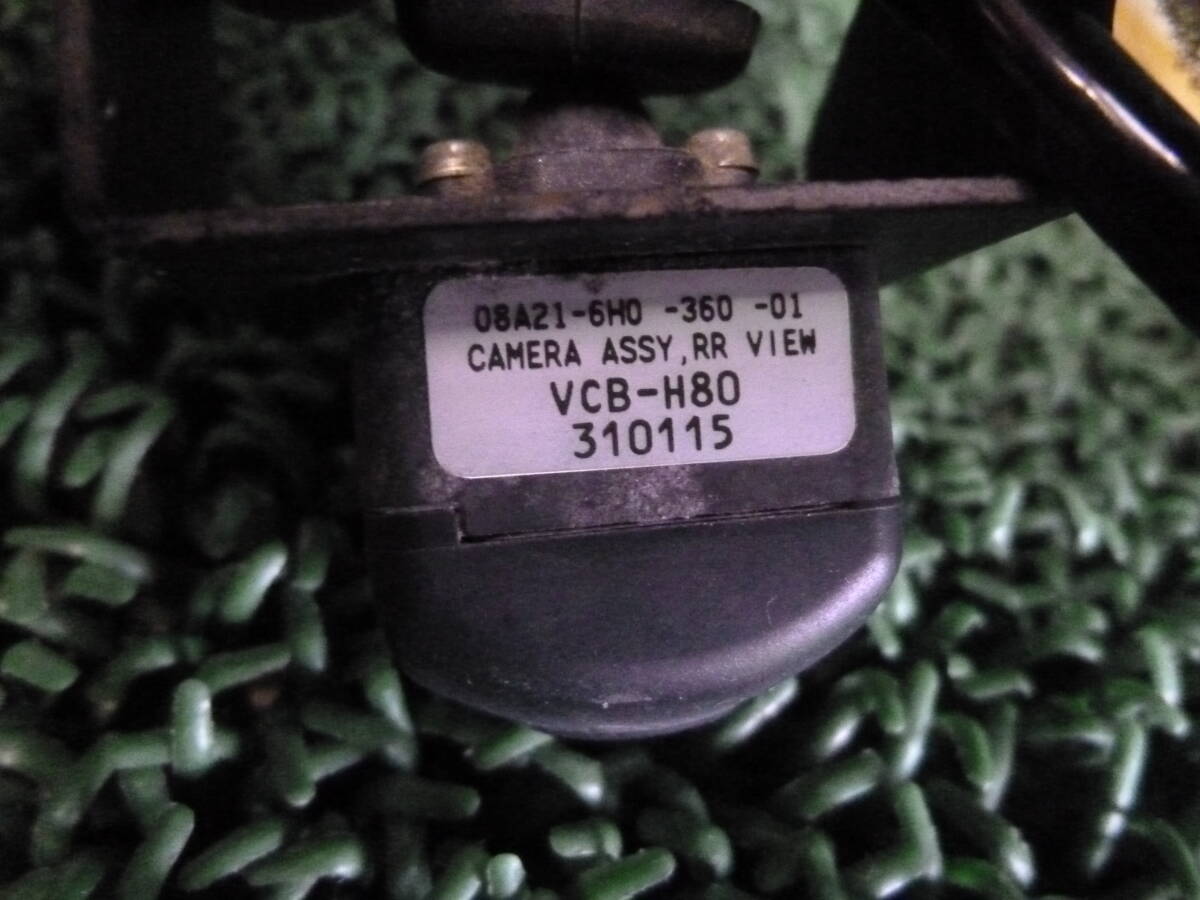 08A21-6H0 -360 -01
CAMERA ASSY,RR VIEW
VCB-H80
310115